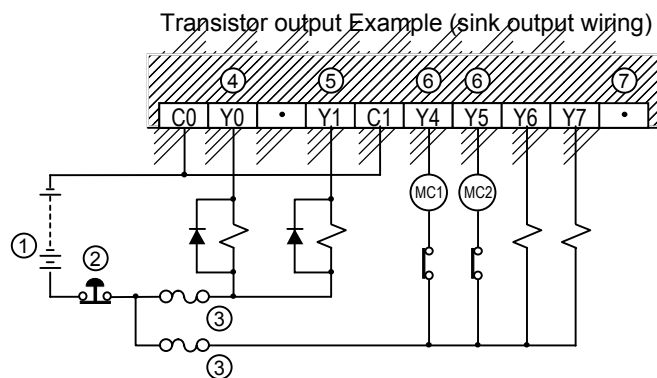 Transistor output Example (sink output wiring)
④ ⑤ ⑥ ⑥ ⑦
C0 Y0 • Y1 C1 Y4 Y5 Y6 Y7 •
MC1 MC2
①
②
③
③